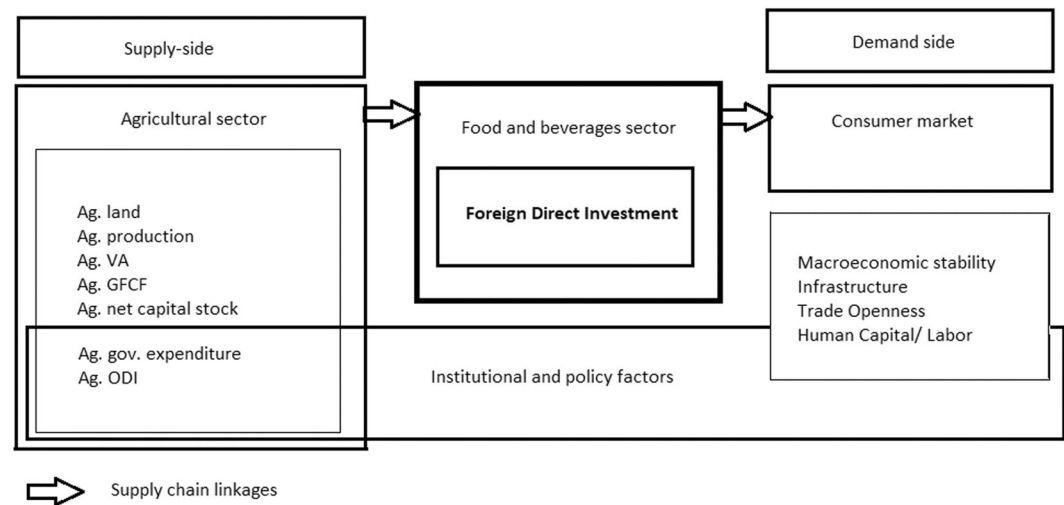 Supply-side
Demand side
Agricultural sector
Food and beverages sector
Consumer market
Ag. land
Ag. production
Ag. VA
Ag. GFCF
Ag. net capital stock
Ag. gov. expenditure
Ag. ODI
Foreign Direct Investment
Macroeconomic stability
Infrastructure
Trade Openness
Human Capital/ Labor
Institutional and policy factors
Supply chain linkages